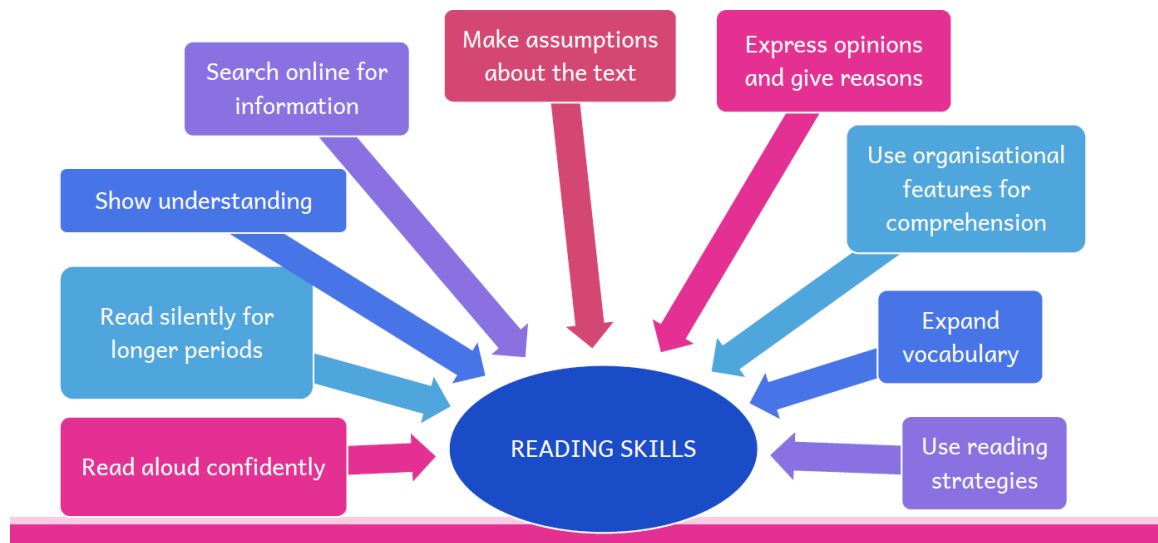 Make assumptions
about the text
Express opinions
and give reasons
Search online for
information
Use organisational
features for
comprehension
Show understanding
Read silently for
longer periods
Expand
vocabulary
Read aloud confidently
READING SKILLS
Use reading
strategies